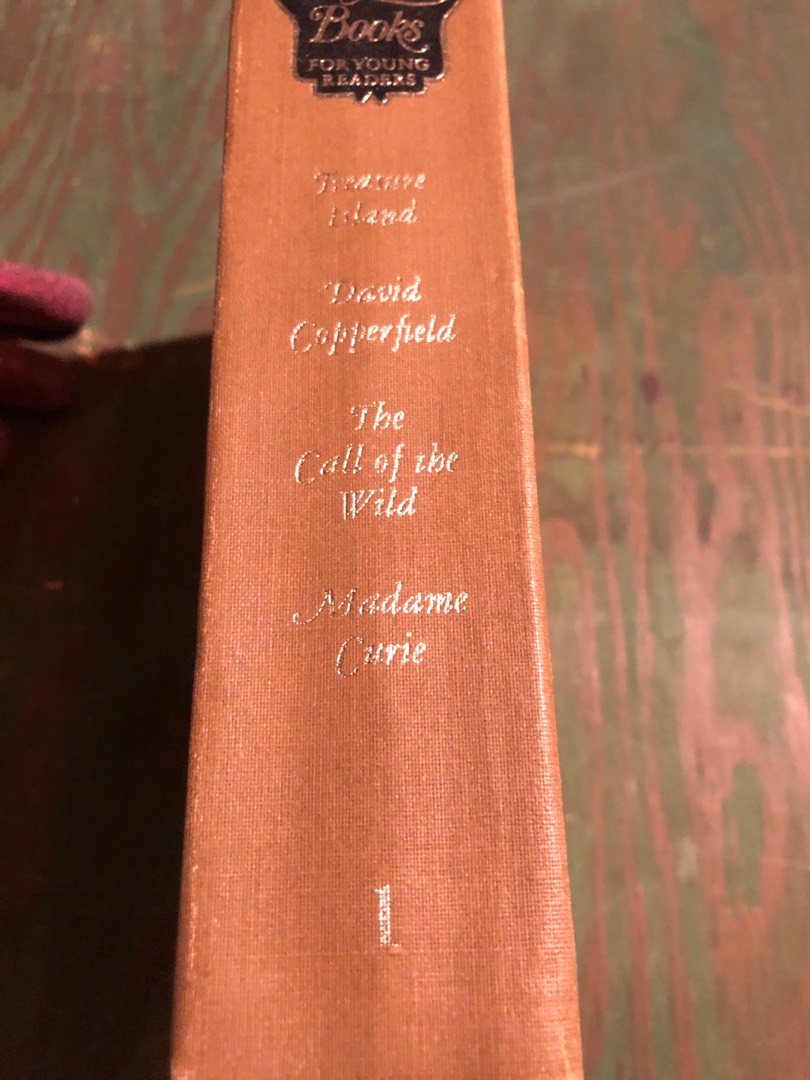 Books
FOR YOUNG
READERS
Treasure
Island
David
Copperfield
The
Call of the
Wild
Madame
Curie
1